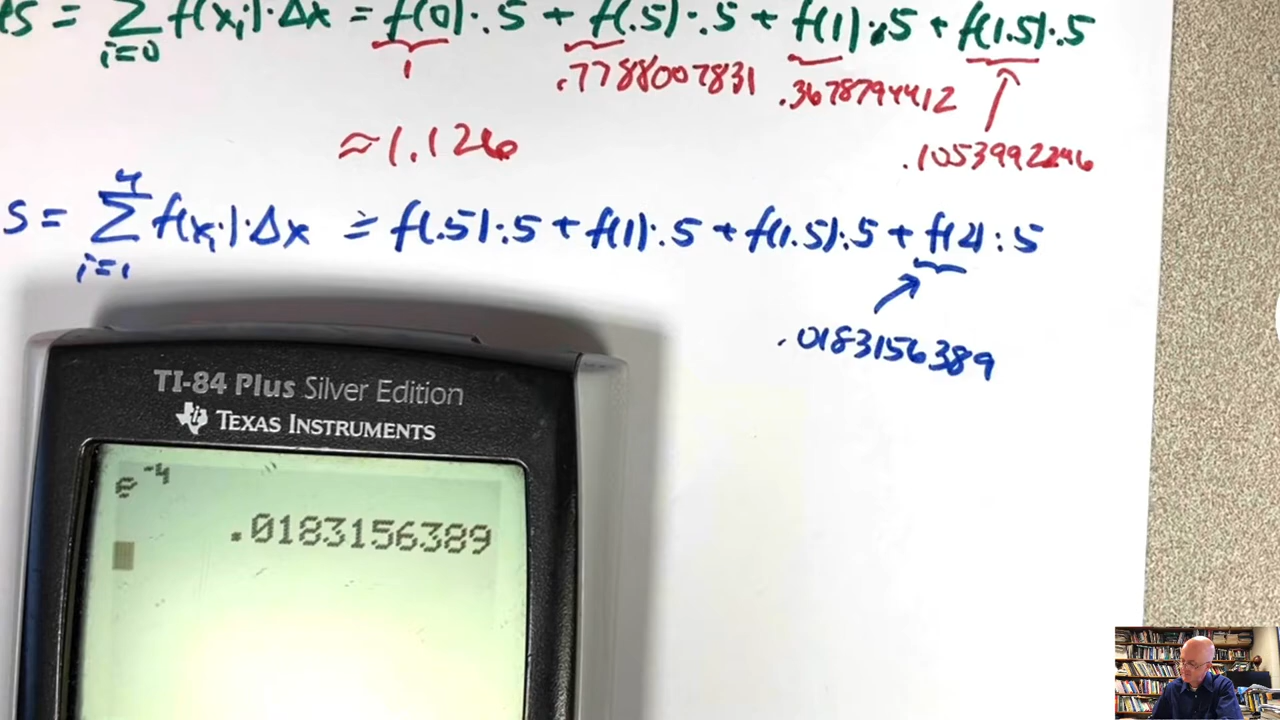 S = Σ f(xᵢ)·Δx = f(0)·.5 + f(.5)·.5 + f(1)·.5 + f(1.5)·.5
i=0
1 .7788007831 .3678794412
≈ 1.126 .1053992246
4
S = Σ f(xᵢ)·Δx = f(.5)·.5 + f(1)·.5 + f(1.5)·.5 + f(2)·.5
i=1
.0183156389
TI-84 Plus Silver Edition
TEXAS INSTRUMENTS
e^-4
.0183156389